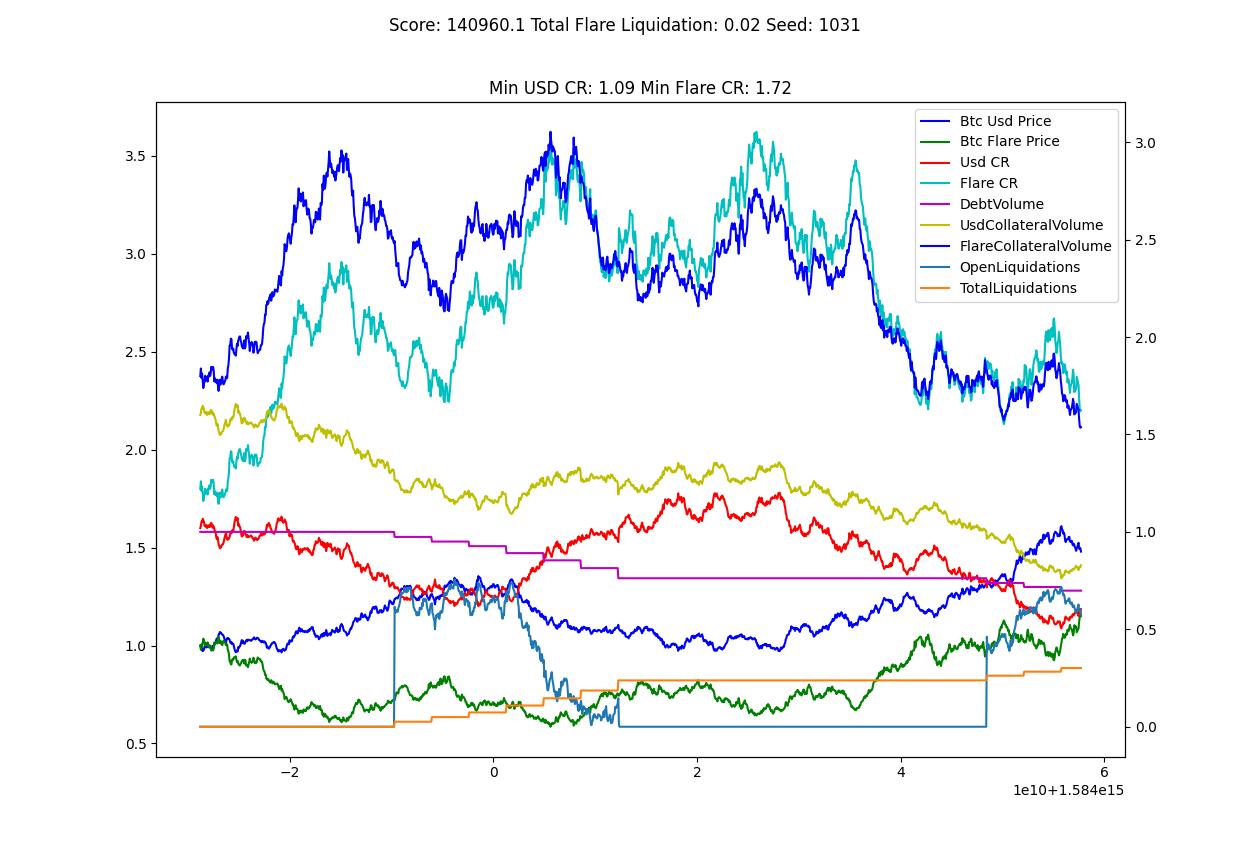 Score: 140960.1 Total Flare Liquidation: 0.02 Seed: 1031
Min USD CR: 1.09 Min Flare CR: 1.72
Btc Usd Price
Btc Flare Price
Usd CR
Flare CR
DebtVolume
UsdCollateralVolume
FlareCollateralVolume
OpenLiquidations
TotalLiquidations
3.5
3.0
2.5
2.0
1.5
1.0
0.5
3.0
2.5
2.0
1.5
1.0
0.5
0.0
−2 0 2 4 6
1e10+1.584e15